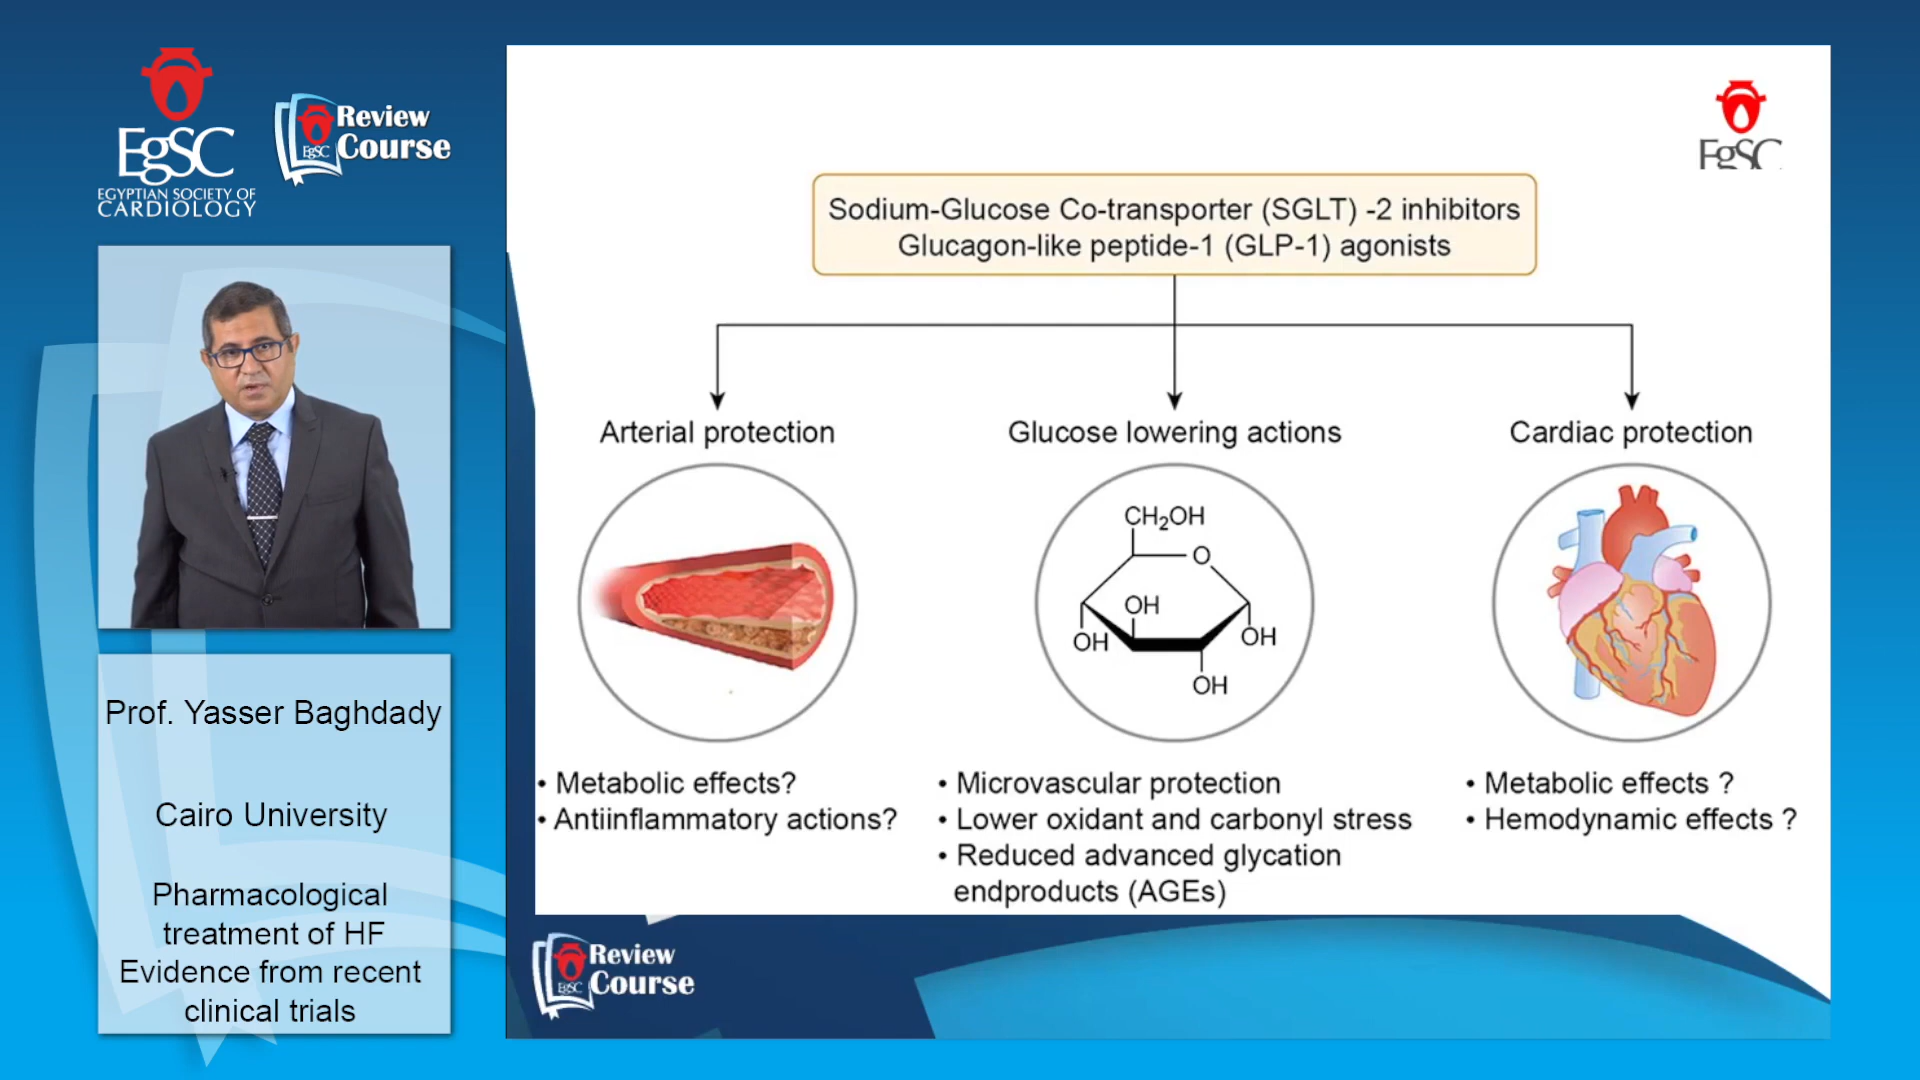 EgSC
EGYPTIAN SOCIETY OF
CARDIOLOGY
Review
Course
EgSC
EgSC
Sodium-Glucose Co-transporter (SGLT) -2 inhibitors
Glucagon-like peptide-1 (GLP-1) agonists
Arterial protection
Glucose lowering actions
Cardiac protection
CH₂OH
O
OH
OH
OH
OH
• Metabolic effects?
• Antiinflammatory actions?
• Microvascular protection
• Lower oxidant and carbonyl stress
• Reduced advanced glycation
endproducts (AGEs)
• Metabolic effects ?
• Hemodynamic effects ?
Prof. Yasser Baghdady
Cairo University
Pharmacological
treatment of HF
Evidence from recent
clinical trials
Review
Course
EgSC